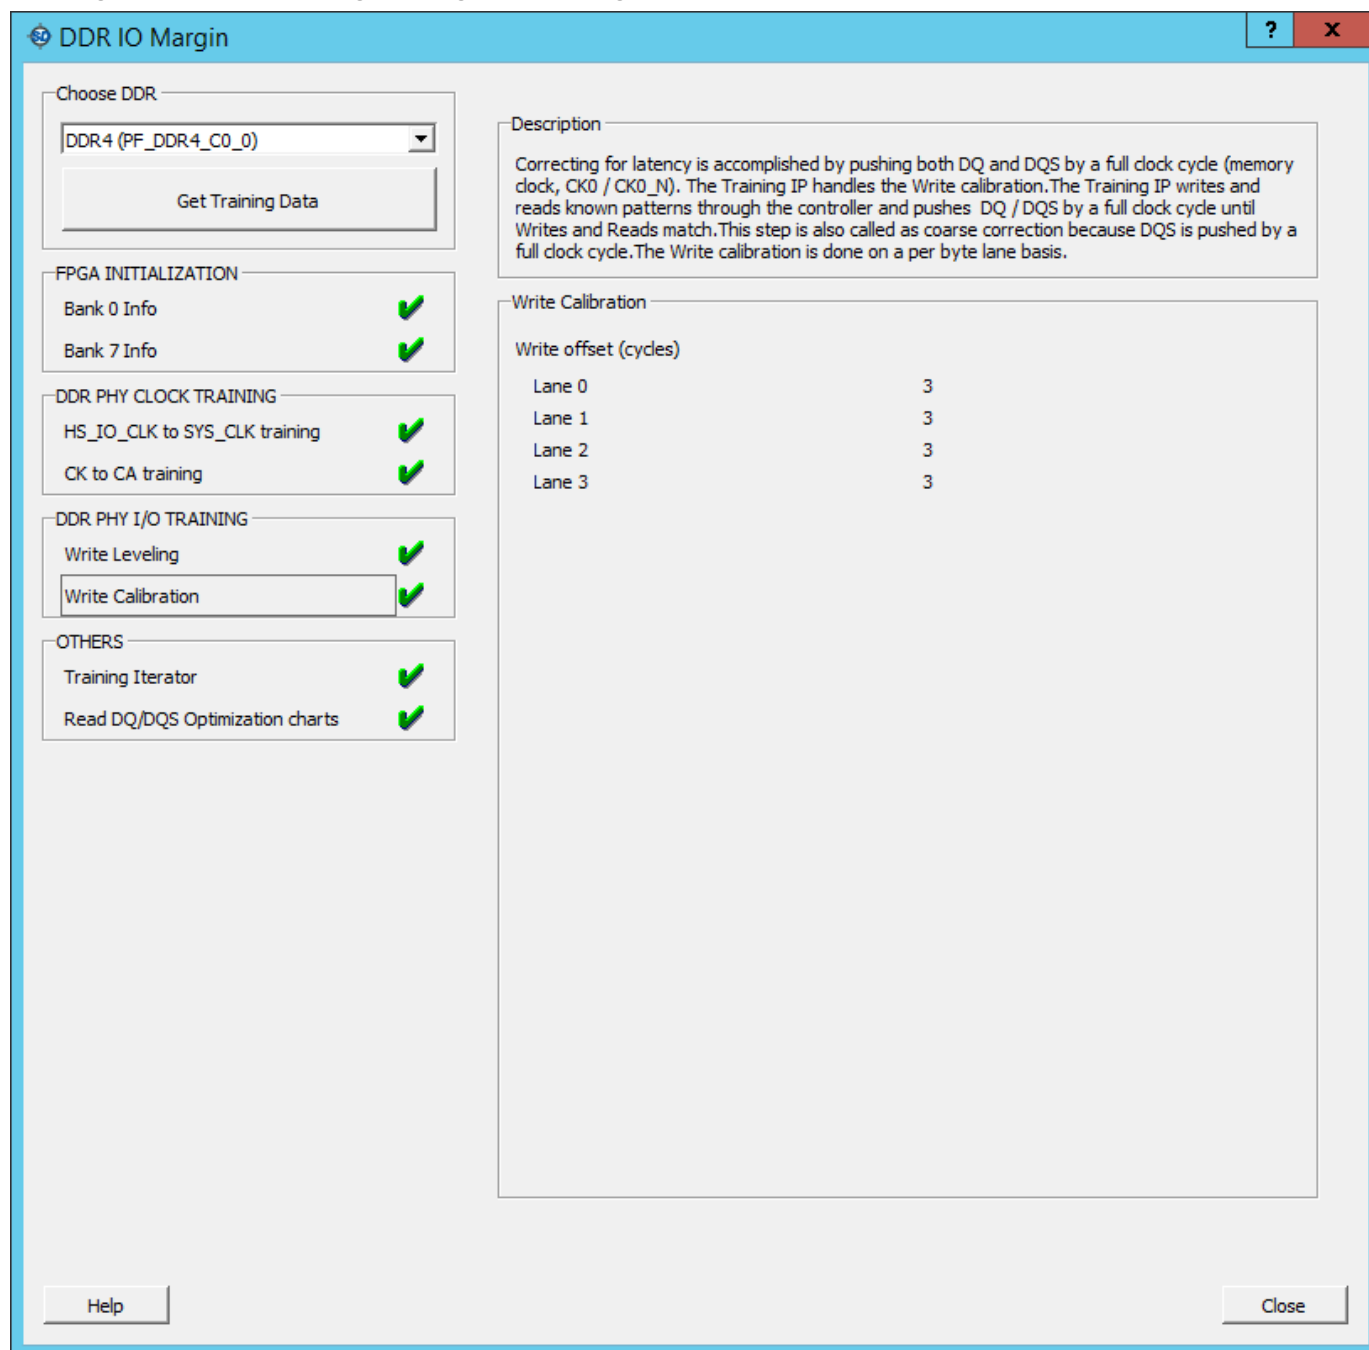 DDR IO Margin
? x
Choose DDR
DDR4 (PF_DDR4_C0_0)
Get Training Data
FPGA INITIALIZATION
Bank 0 Info
Bank 7 Info
DDR PHY CLOCK TRAINING
HS_IO_CLK to SYS_CLK training
CK to CA training
DDR PHY I/O TRAINING
Write Leveling
Write Calibration
OTHERS
Training Iterator
Read DQ/DQS Optimization charts
Description
Correcting for latency is accomplished by pushing both DQ and DQS by a full clock cycle (memory
clock, CK0 / CK0_N). The Training IP handles the Write calibration.The Training IP writes and
reads known patterns through the controller and pushes  DQ / DQS by a full clock cycle until
Writes and Reads match.This step is also called as coarse correction because DQS is pushed by a
full clock cycle.The Write calibration is done on a per byte lane basis.
Write Calibration
Write offset (cycles)
Lane 0 3
Lane 1 3
Lane 2 3
Lane 3 3
Help
Close